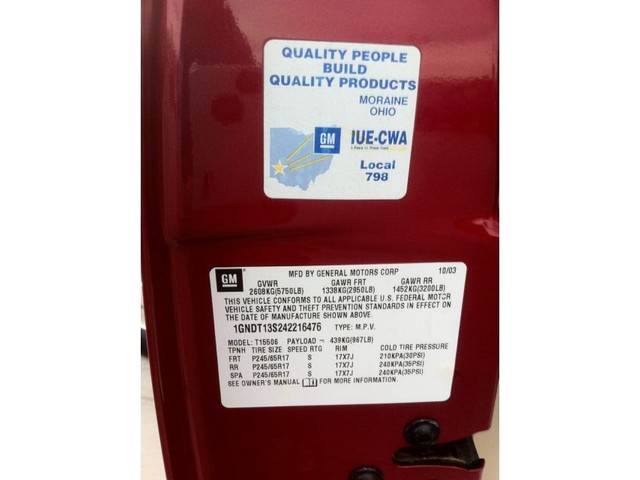 QUALITY PEOPLE
BUILD
QUALITY PRODUCTS
MORAINE
OHIO
GM IUE-CWA
Local
798
GM MFD BY GENERAL MOTORS CORP 10/03
GVWR GAWR FRT GAWR RR
2608KG(5750LB) 1338KG(2950LB) 1452KG(3200LB)
THIS VEHICLE CONFORMS TO ALL APPLICABLE U.S. FEDERAL MOTOR
VEHICLE SAFETY AND THEFT PREVENTION STANDARDS IN EFFECT ON
THE DATE OF MANUFACTURE SHOWN ABOVE.
1GNDT13S242216476 TYPE: M.P.V.
MODEL: T15506 PAYLOAD = 439KG(967LB)
TPNH TIRE SIZE SPEED RTG RIM COLD TIRE PRESSURE
FRT P245/65R17 S 17X7J 210KPA(30PSI)
RR P245/65R17 S 17X7J 240KPA(35PSI)
SPA P245/65R17 S 17X7J 240KPA(35PSI)
SEE OWNER'S MANUAL FOR MORE INFORMATION.